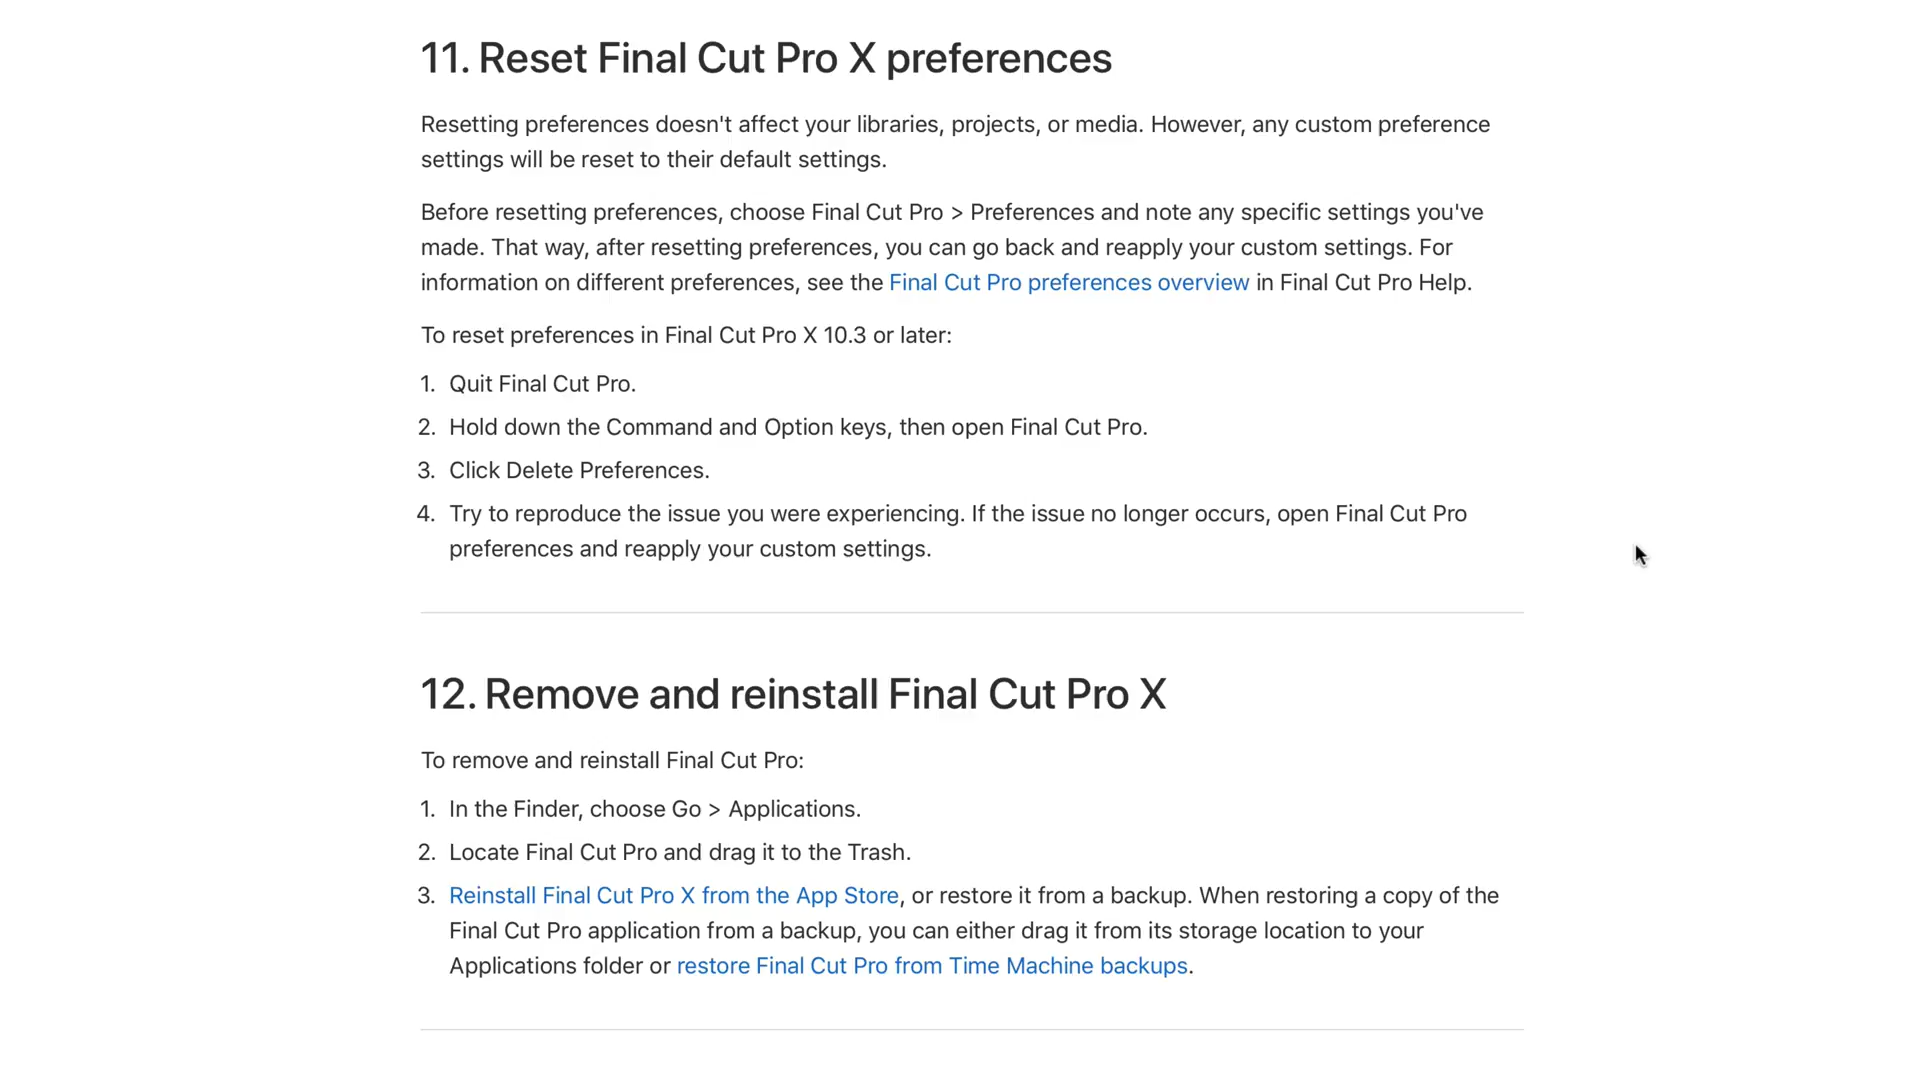 11. Reset Final Cut Pro X preferences
Resetting preferences doesn't affect your libraries, projects, or media. However, any custom preference
settings will be reset to their default settings.
Before resetting preferences, choose Final Cut Pro > Preferences and note any specific settings you've
made. That way, after resetting preferences, you can go back and reapply your custom settings. For
information on different preferences, see the Final Cut Pro preferences overview in Final Cut Pro Help.
To reset preferences in Final Cut Pro X 10.3 or later:
1. Quit Final Cut Pro.
2. Hold down the Command and Option keys, then open Final Cut Pro.
3. Click Delete Preferences.
4. Try to reproduce the issue you were experiencing. If the issue no longer occurs, open Final Cut Pro
preferences and reapply your custom settings.
12. Remove and reinstall Final Cut Pro X
To remove and reinstall Final Cut Pro:
1. In the Finder, choose Go > Applications.
2. Locate Final Cut Pro and drag it to the Trash.
3. Reinstall Final Cut Pro X from the App Store, or restore it from a backup. When restoring a copy of the
Final Cut Pro application from a backup, you can either drag it from its storage location to your
Applications folder or restore Final Cut Pro from Time Machine backups.